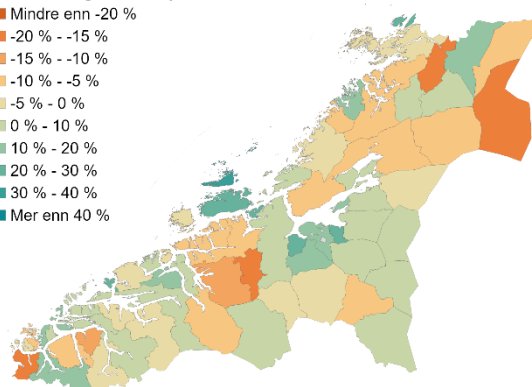 Mindre enn -20 %
-20 % - -15 %
-15 % - -10 %
-10 % - -5 %
-5 % - 0 %
0 % - 10 %
10 % - 20 %
20 % - 30 %
30 % - 40 %
Mer enn 40 %